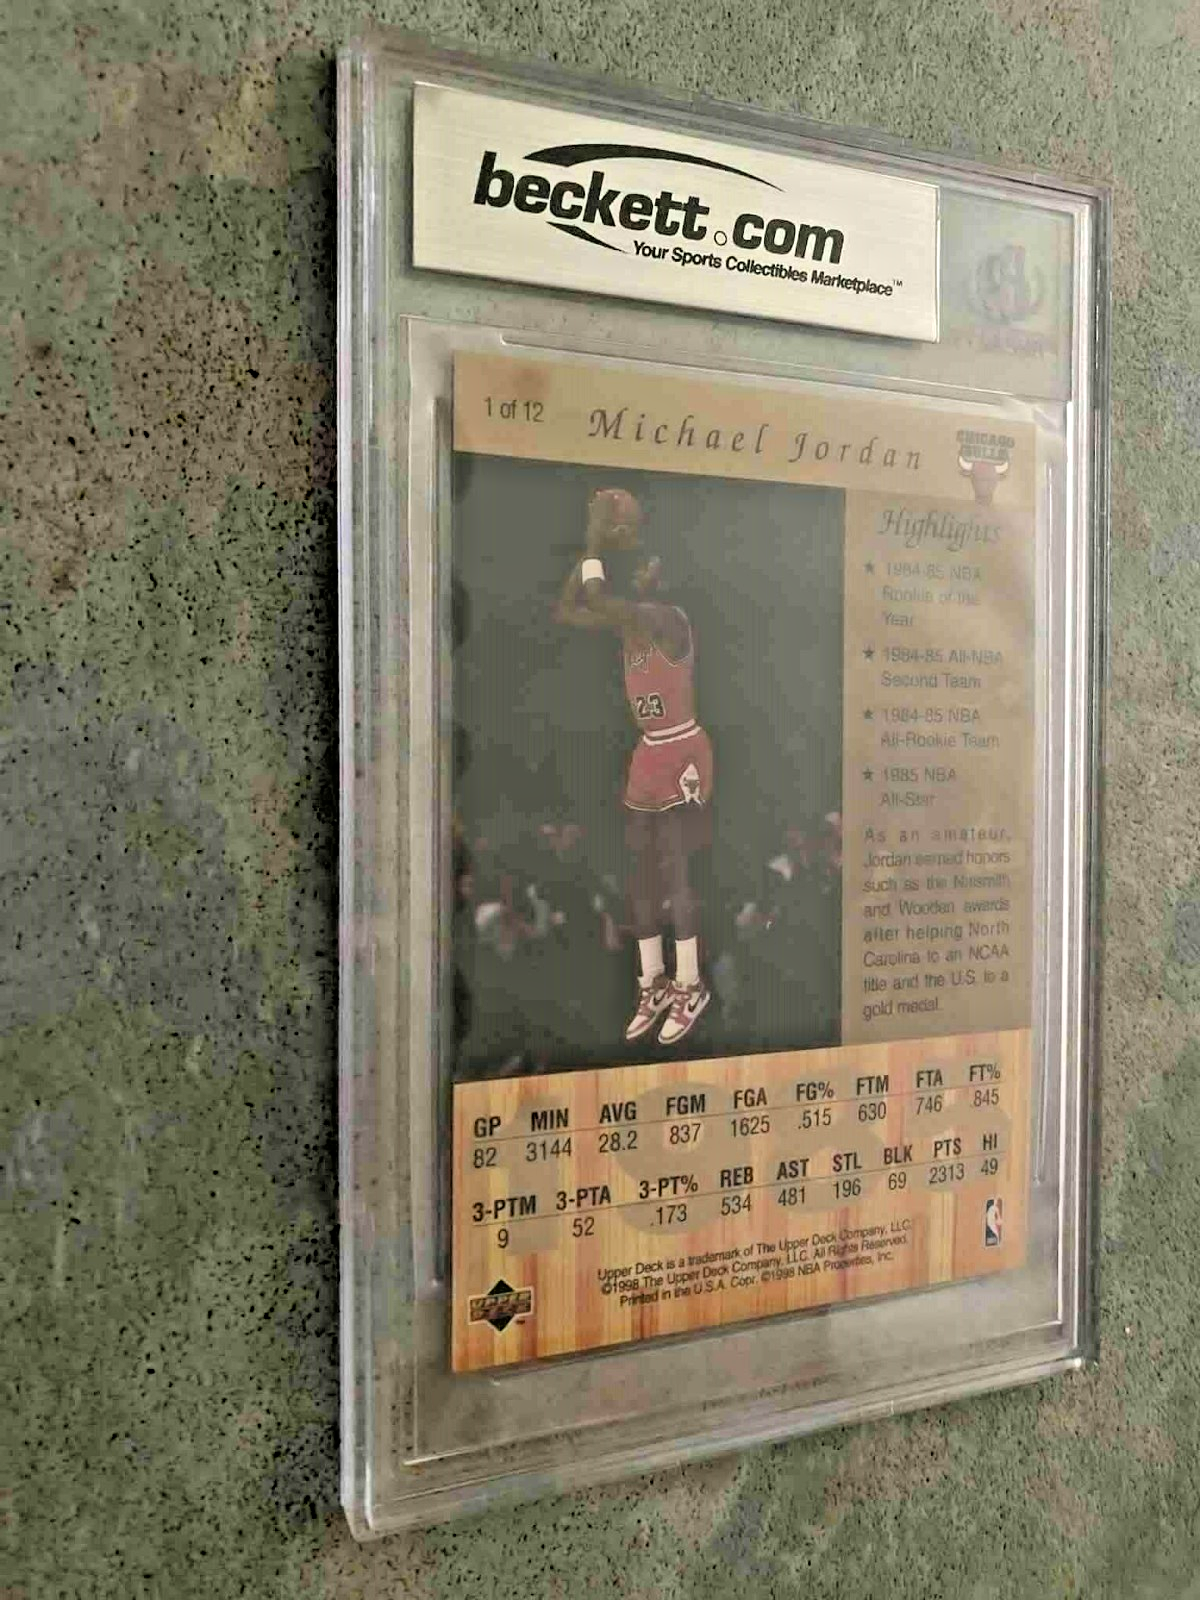 beckett.com
Your Sports Collectibles Marketplace™
1 of 12 Michael Jordan
CHICAGO
BULLS
Highlights
★ 1984-85 NBA
Rookie of the
Year
★ 1984-85 All-NBA
Second Team
★ 1984-85 NBA
All-Rookie Team
★ 1985 NBA
All-Star
As an amateur,
Jordan earned honors
such as the Naismith
and Wooden awards
after helping North
Carolina to an NCAA
title and the U.S. to a
gold medal.
23
GP MIN AVG FGM FGA FG% FTM FTA FT%
82 3144 28.2 837 1625 .515 630 746 .845
3-PTM 3-PTA 3-PT% REB AST STL BLK PTS HI
9 52 .173 534 481 196 69 2313 49
Upper Deck is a trademark of The Upper Deck Company, LLC.
©1998 The Upper Deck Company, LLC. All Rights Reserved.
Printed in the U.S.A. Copr. ©1998 NBA Properties, Inc.
UPPER
DECK